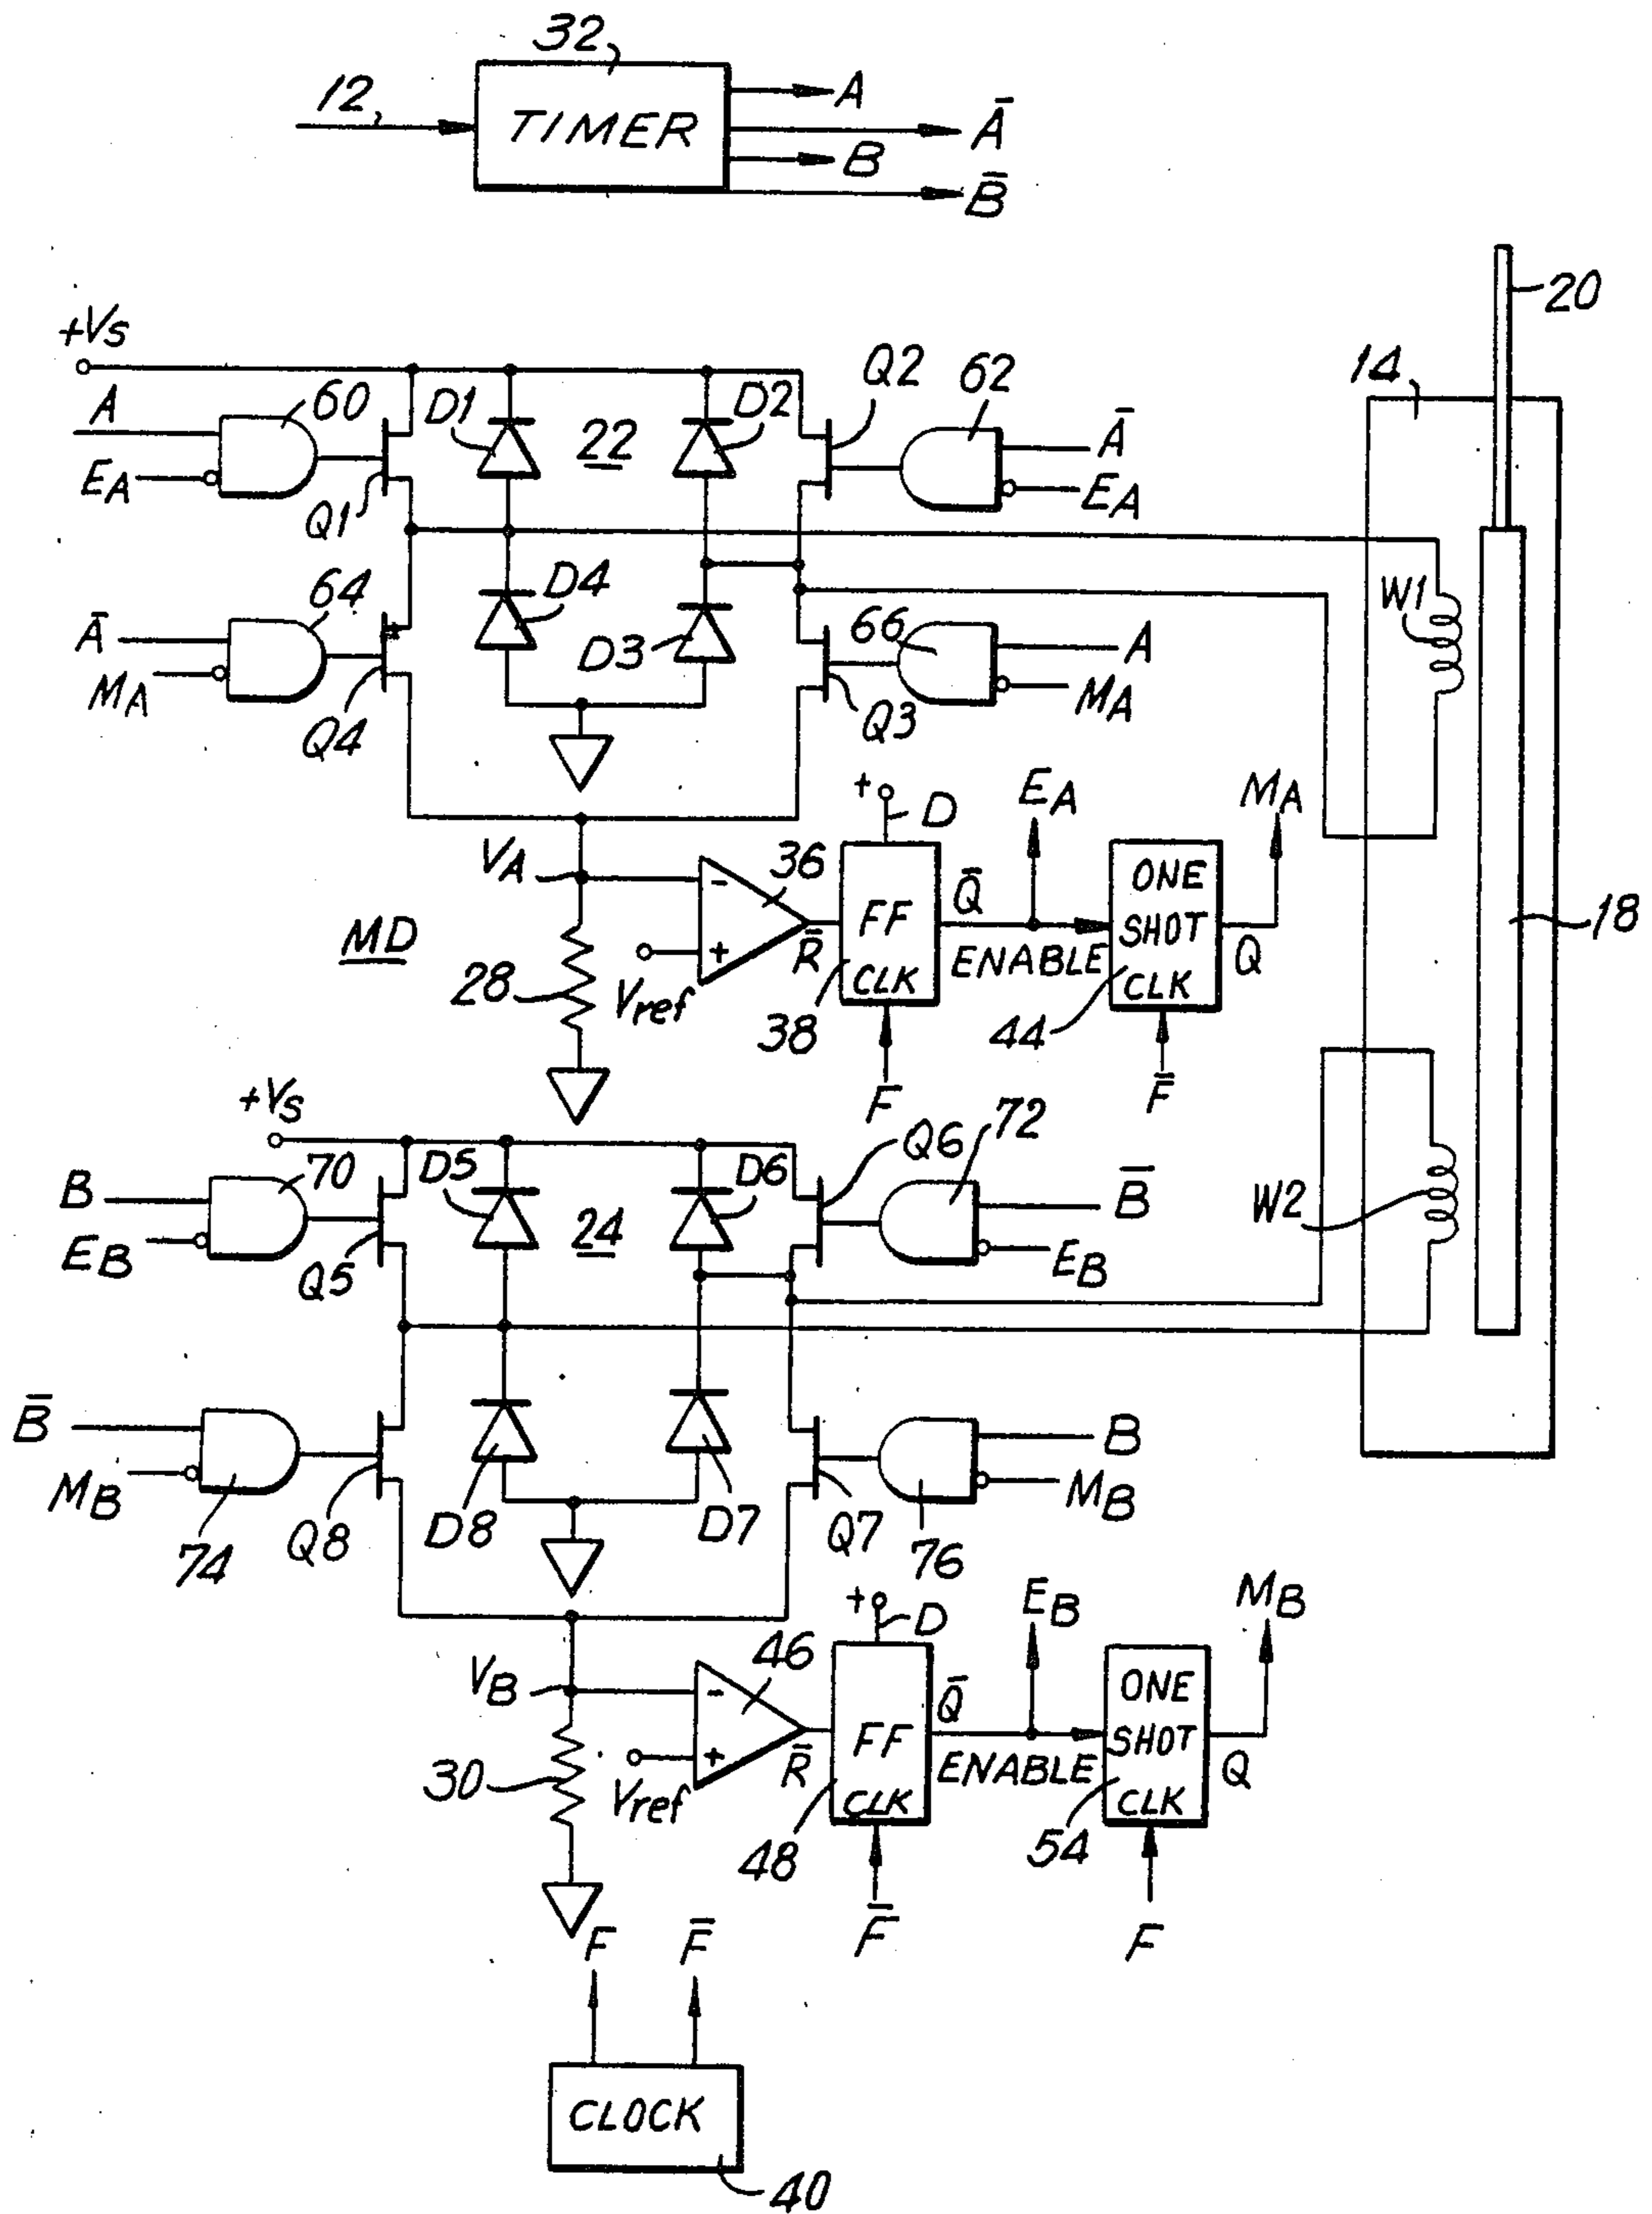 32
12
TIMER
A
Ā
B
B̄
20
+Vs
Q2
62
14
A
60
D1
22
D2
Ā
EA
Q1
EA
D4
W1
64
Ā
66
A
D3
MA
MA
Q4
Q3
+
D
EA
MA
VA
36
-
ONE
SHOT
CLK
Q̄
FF
CLK
18
MD
+
R̄
ENABLE
Q
28
Vref
38
44
F
F̄
+Vs
72
Q6
70
D5
D6
B̄
B
24
W2
EB
Q5
EB
B̄
B
MB
MB
Q8
D8
D7
Q7
74
76
+
D
EB
MB
46
VB
-
Q̄
ONE
SHOT
CLK
FF
CLK
30
+
R̄
ENABLE
Q
Vref
48
54
F
F̄
F̄
F
CLOCK
40